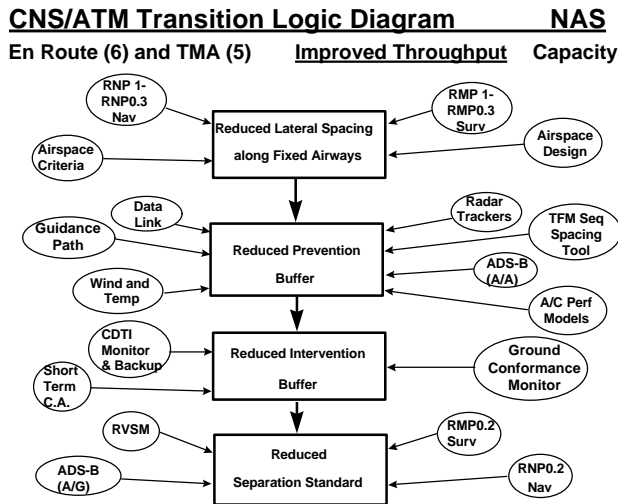 CNS/ATM Transition Logic Diagram NAS
En Route (6) and TMA (5) Improved Throughput Capacity
RNP 1-
RNP0.3
Nav
RMP 1-
RMP0.3
Surv
Reduced Lateral Spacing
along Fixed Airways
Airspace
Criteria
Airspace
Design
Data
Link
Radar
Trackers
Guidance
Path
TFM Seq
Spacing
Tool
Reduced Prevention
Buffer
Wind and
Temp
ADS-B
(A/A)
A/C Perf
Models
CDTI
Monitor
& Backup
Reduced Intervention
Buffer
Ground
Conformance
Monitor
Short
Term
C.A.
RVSM
RMP0.2
Surv
Reduced
Separation Standard
ADS-B
(A/G)
RNP0.2
Nav